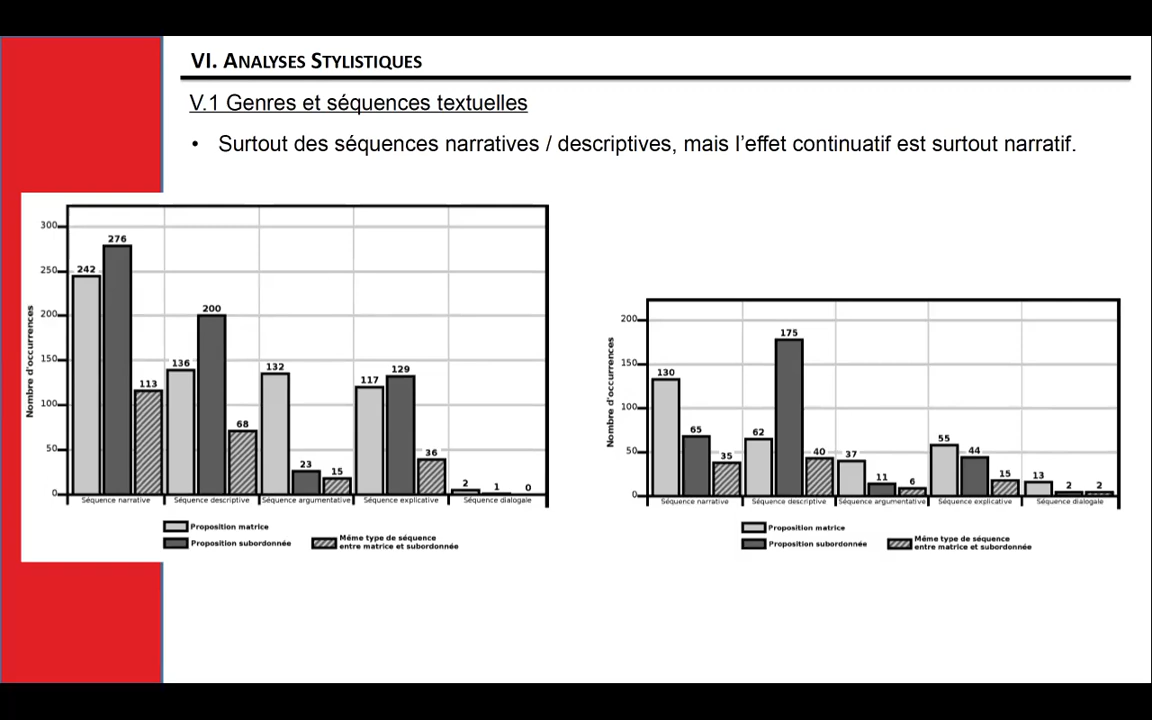 VI. ANALYSES STYLISTIQUES
V.1 Genres et séquences textuelles
• Surtout des séquences narratives / descriptives, mais l'effet continuatif est surtout narratif.
Nombre d'occurrences
300
250
200
150
100
50
0
242 276 113 136 200 68 132 23 15 117 129 36 2 1 0
Séquence narrative Séquence descriptive Séquence argumentative Séquence explicative Séquence dialogale
Proposition matrice
Proposition subordonnée
Même type de séquence
entre matrice et subordonnée
Nombre d'occurrences
200
150
100
50
0
130 65 35 62 175 40 37 11 6 55 44 15 13 2 2
Séquence narrative Séquence descriptive Séquence argumentative Séquence explicative Séquence dialogale
Proposition matrice
Proposition subordonnée
Même type de séquence
entre matrice et subordonnée